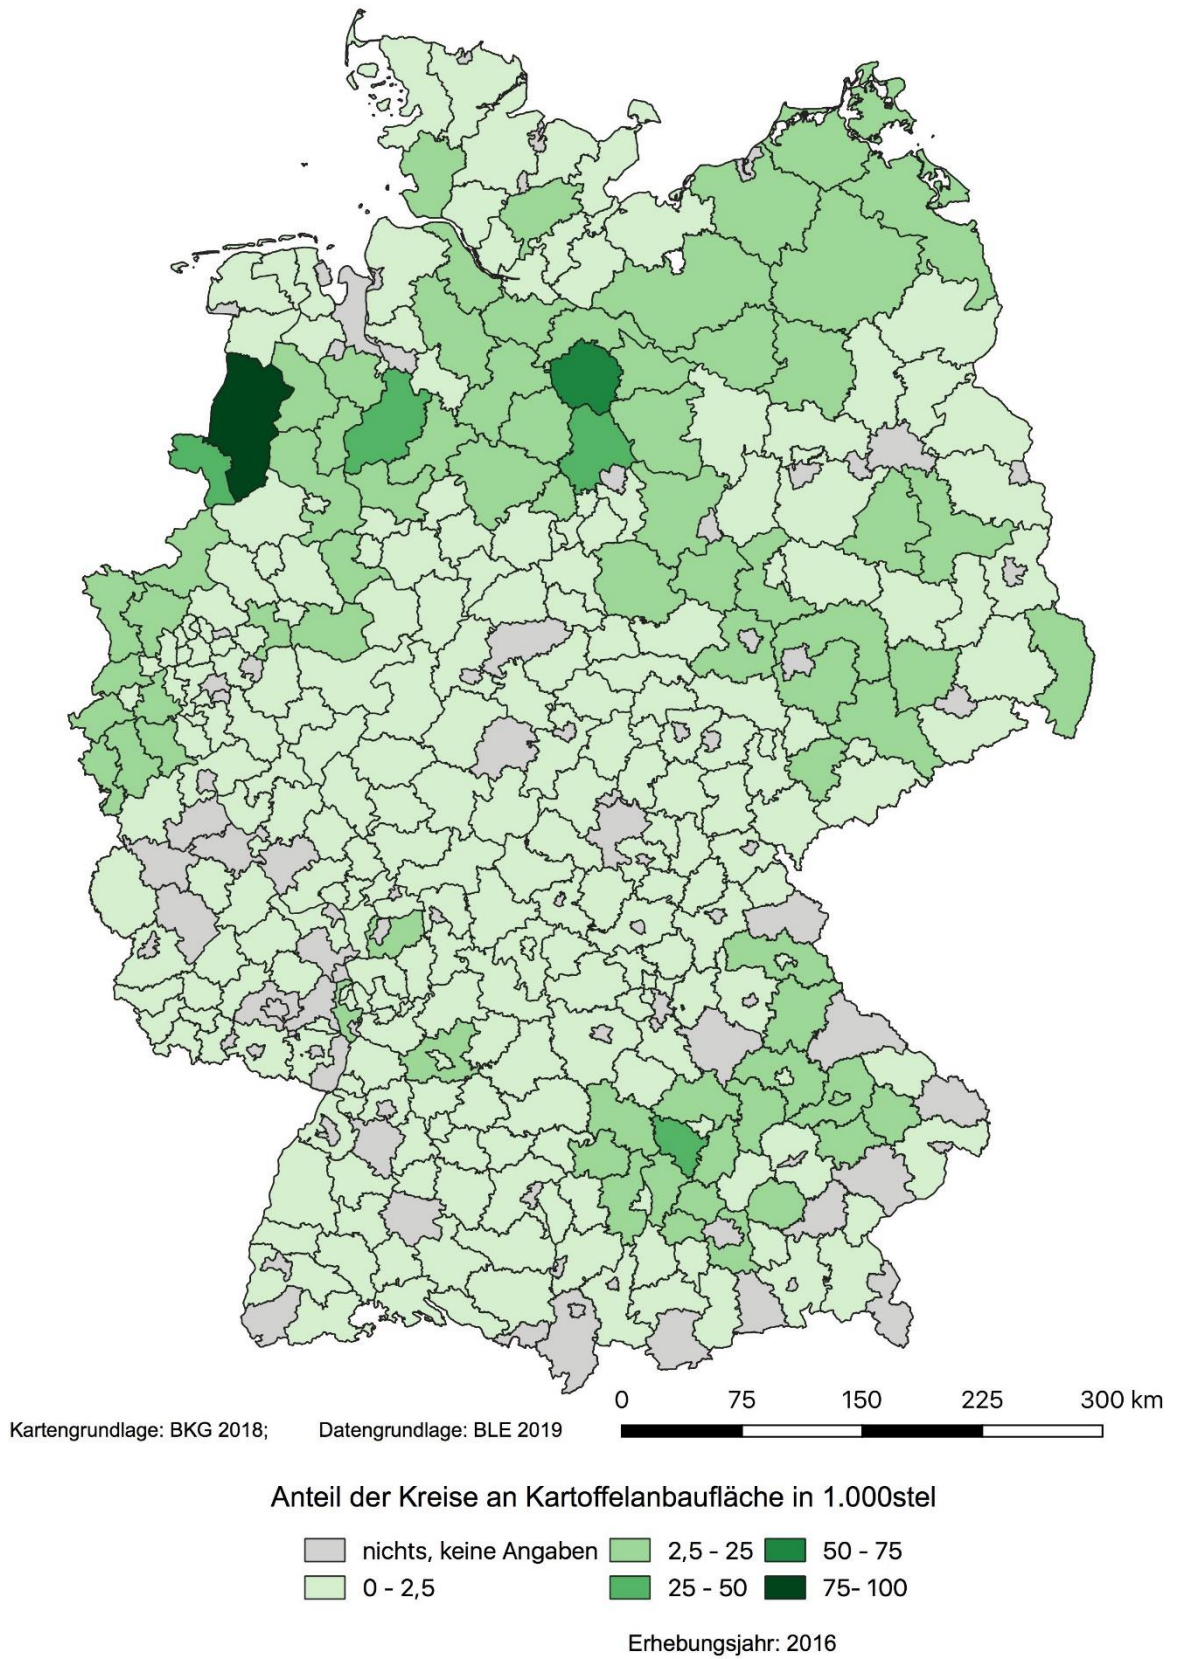 0 75 150 225 300 km
Kartengrundlage: BKG 2018; Datengrundlage: BLE 2019
Anteil der Kreise an Kartoffelanbaufläche in 1.000stel
nichts, keine Angaben 2,5 - 25 50 - 75
0 - 2,5 25 - 50 75- 100
Erhebungsjahr: 2016